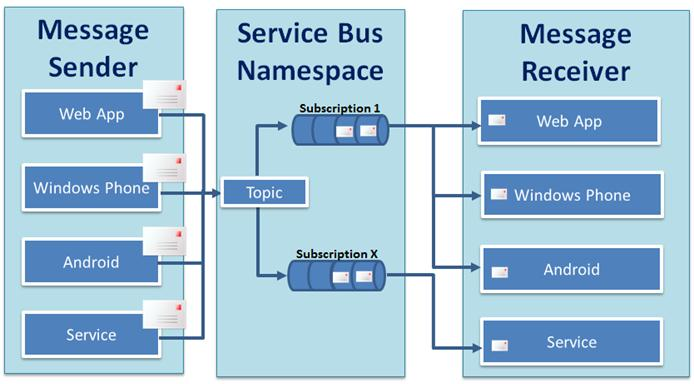 Message
Sender
Web App
Windows Phone
Android
Service
Service Bus
Namespace
Subscription 1
Topic
Subscription X
Message
Receiver
Web App
Windows Phone
Android
Service